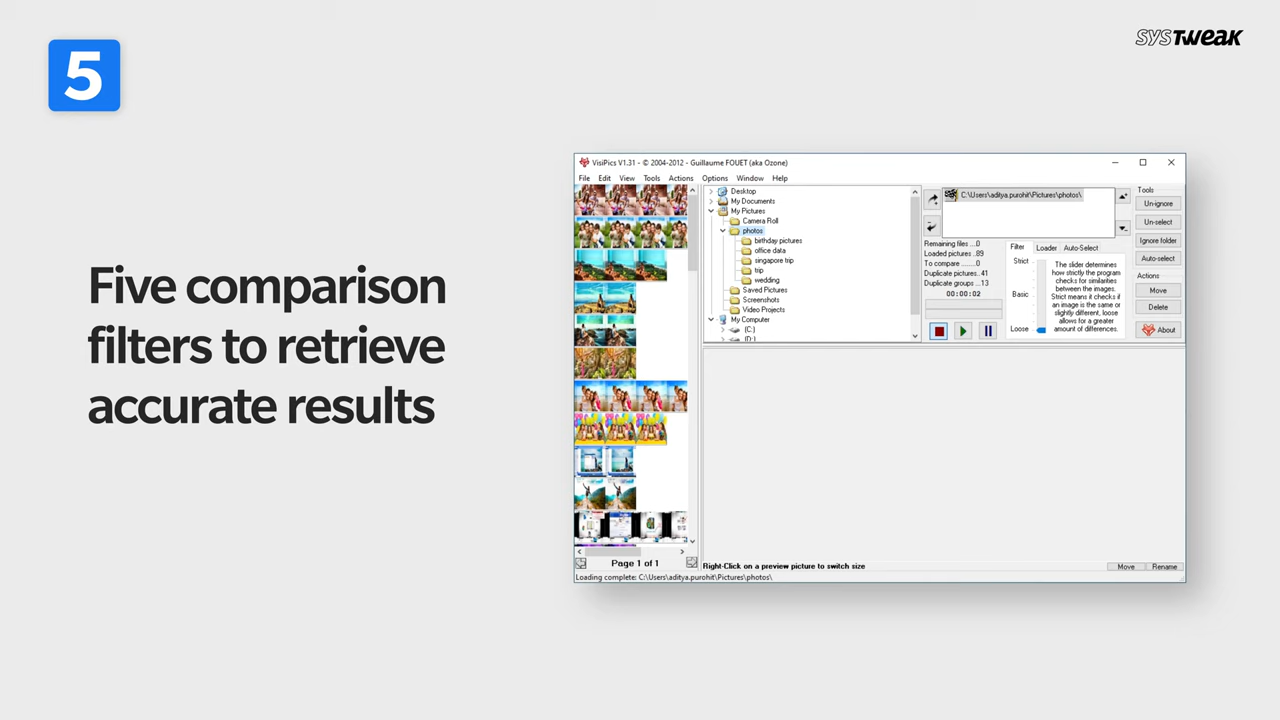 5
SYSTWEAK
Five comparison
filters to retrieve
accurate results
VisiPics V1.31 - © 2004-2012 - Guillaume FOUET (aka Ozone)
File Edit View Tools Actions Options Window Help
Desktop
My Documents
My Pictures
Camera Roll
photos
birthday pictures
office data
singapore trip
trip
wedding
Saved Pictures
Screenshots
Video Projects
My Computer
(C:)
(D:)
C:\Users\aditya.purohit\Pictures\photos\
Remaining files ...0
Loaded pictures..89
To compare .......0
Duplicate pictures..41
Duplicate groups ...13
00:00:02
Filter Loader Auto-Select
Strict
Basic
Loose
The slider determines
how strictly the program
checks for similarities
between the images.
Strict means it checks if
an image is the same or
slightly different, loose
allows for a greater
amount of differences.
Tools
Un-ignore
Un-select
Ignore folder
Auto-select
Actions
Move
Delete
About
Page 1 of 1
Right-Click on a preview picture to switch size
Move Rename
Loading complete: C:\Users\aditya.purohit\Pictures\photos\